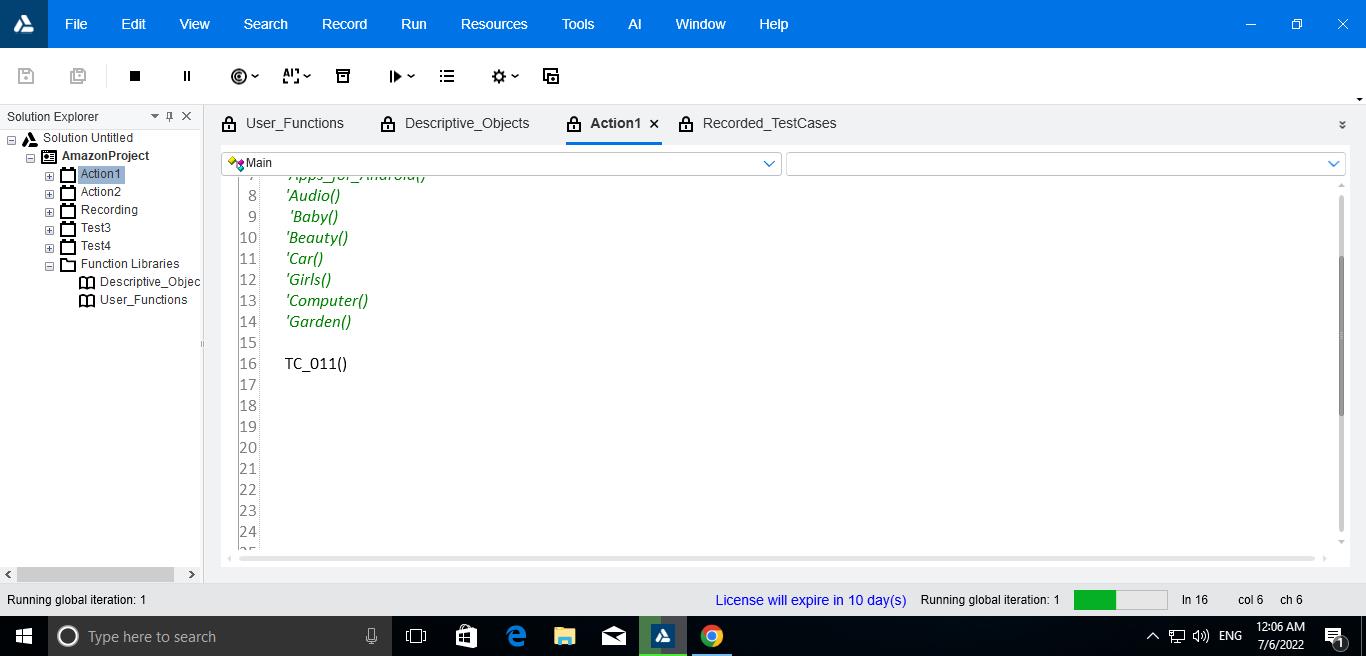 File Edit View Search Record Run Resources Tools AI Window Help
AI
Solution Explorer
Solution Untitled
AmazonProject
Action1
Action2
Recording
Test3
Test4
Function Libraries
Descriptive_Objec
User_Functions
User_Functions Descriptive_Objects Action1 Recorded_TestCases
Main
7 'Apps_for_Android()
8 'Audio()
9 'Baby()
10 'Beauty()
11 'Car()
12 'Girls()
13 'Computer()
14 'Garden()
15
16 TC_011()
17
18
19
20
21
22
23
24
25
Running global iteration: 1 License will expire in 10 day(s) Running global iteration: 1 ln 16 col 6 ch 6
Type here to search ENG 12:06 AM
7/6/2022 1